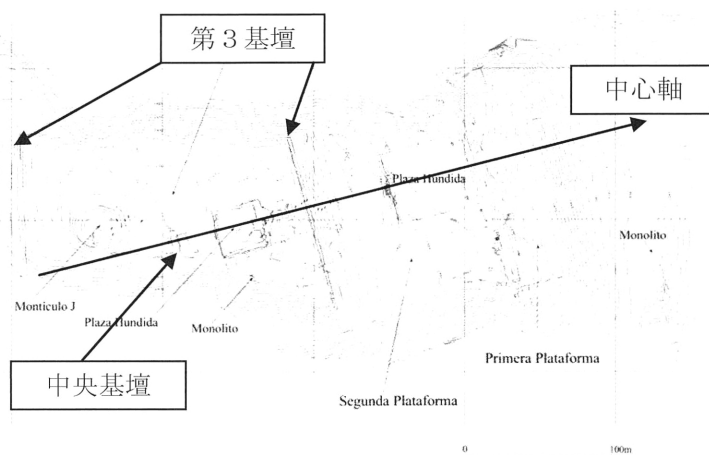 第3基壇
中心軸
Plaza Hundida
Monolito
Monticulo J
Plaza Hundida
Monolito
Primera Plataforma
中央基壇
Segunda Plataforma
0 100m